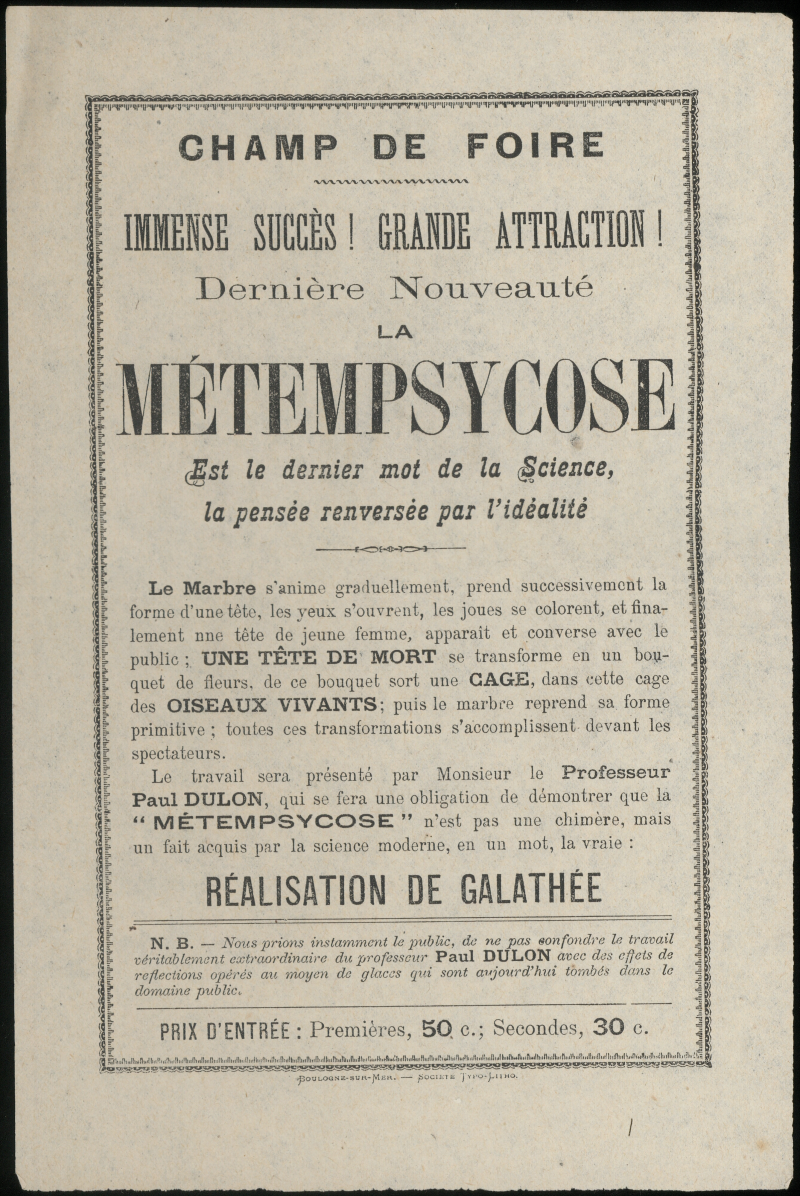 CHAMP DE FOIRE
IMMENSE SUCCÈS ! GRANDE ATTRACTION !
Dernière Nouveauté
LA
MÉTEMPSYCOSE
Est le dernier mot de la Science,
la pensée renversée par l'idéalité
Le Marbre s'anime graduellement, prend successivement la
forme d'une tête, les yeux s'ouvrent, les joues se colorent, et fina-
lement nne tête de jeune femme, apparait et converse avec le
public ; UNE TÊTE DE MORT se transforme en un bou-
quet de fleurs, de ce bouquet sort une CAGE, dans cette cage
des OISEAUX VIVANTS; puis le marbre reprend sa forme
primitive ; toutes ces transformations s'accomplissent devant les
spectateurs.
Le travail sera présenté par Monsieur le Professeur
Paul DULON, qui se fera une obligation de démontrer que la
“ MÉTEMPSYCOSE ” n'est pas une chimère, mais
un fait acquis par la science moderne, en un mot, la vraie :
RÉALISATION DE GALATHÉE
N. B. — Nous prions instamment le public, de ne pas confondre le travail
véritablement extraordinaire du professeur Paul DULON avec des effets de
reflections opérés au moyen de glaces qui sont aujourd'hui tombés dans le
domaine public.
PRIX D'ENTRÉE : Premières, 50 c.; Secondes, 30 c.
BOULOGNE-SUR-MER. — SOCIÉTÉ TYPO-LITHO.
1